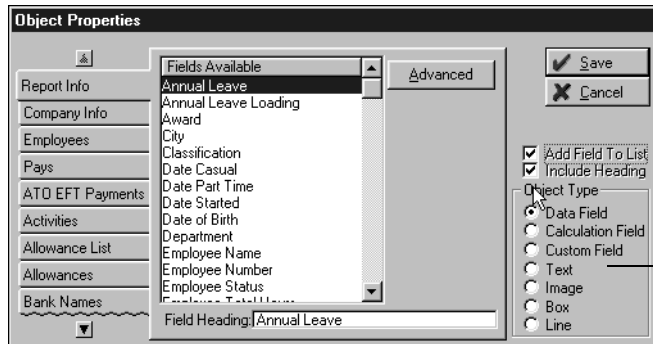 Object Properties
Report Info
Company Info
Employees
Pays
ATO EFT Payments
Activities
Allowance List
Allowances
Bank Names
Fields Available
Annual Leave
Annual Leave Loading
Award
City
Classification
Date Casual
Date Part Time
Date Started
Date of Birth
Department
Employee Name
Employee Number
Employee Status
Employee Total Hours
Field Heading: Annual Leave
Advanced
Save
Cancel
Add Field To List
Include Heading
Object Type
Data Field
Calculation Field
Custom Field
Text
Image
Box
Line